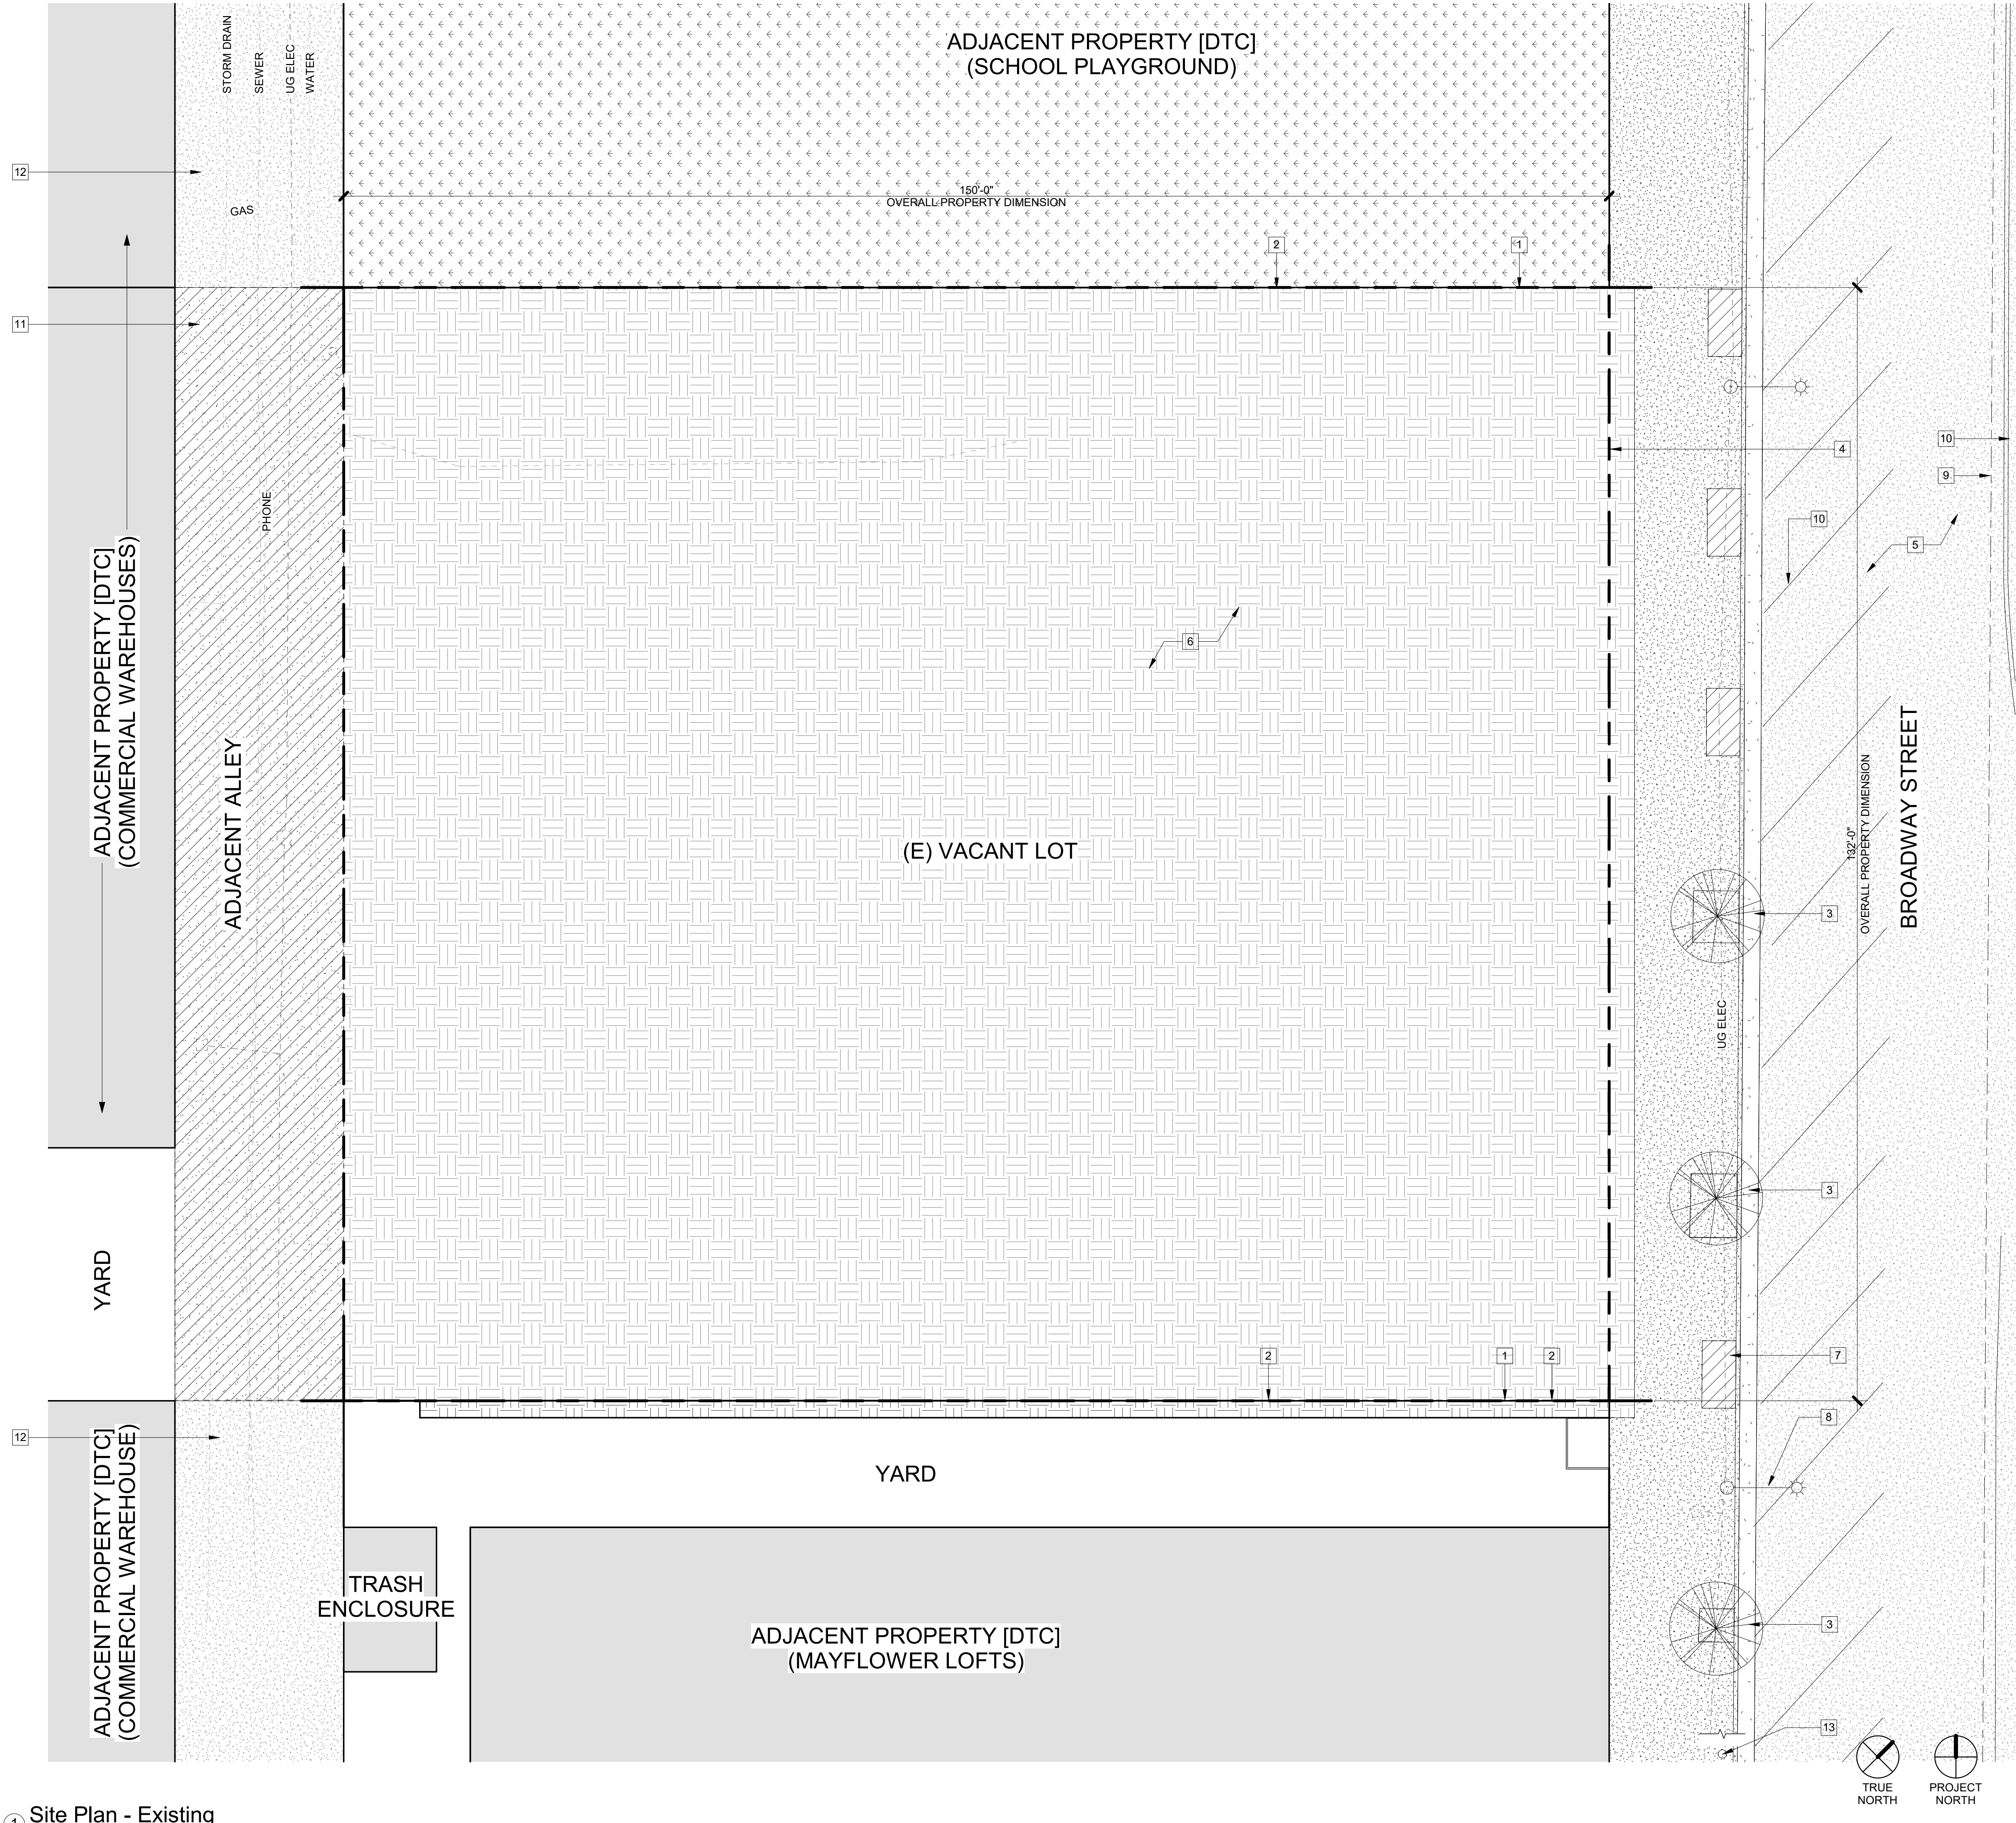 STORM DRAIN
SEWER
UG ELEC
WATER
ADJACENT PROPERTY [DTC]
(SCHOOL PLAYGROUND)
12
150'-0"
OVERALL PROPERTY DIMENSION
GAS
2
1
11
4
10
9
PHONE
10
5
6
ADJACENT PROPERTY [DTC]
(COMMERCIAL WAREHOUSES)
ADJACENT ALLEY
(E) VACANT LOT
132'-0"
OVERALL PROPERTY DIMENSION
BROADWAY STREET
3
UG ELEC
3
YARD
2
1
2
7
8
12
ADJACENT PROPERTY [DTC]
(COMMERCIAL WAREHOUSE)
YARD
TRASH
ENCLOSURE
ADJACENT PROPERTY [DTC]
(MAYFLOWER LOFTS)
3
13
TRUE
NORTH
PROJECT
NORTH
1
Site Plan - Existing